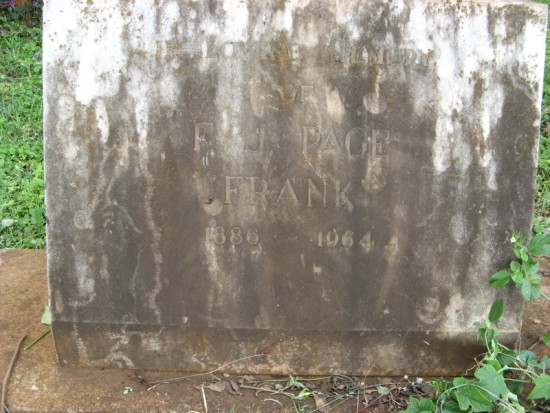 IN LOVING MEMORY
OF
F. J. PAGE
FRANK
1886 1964